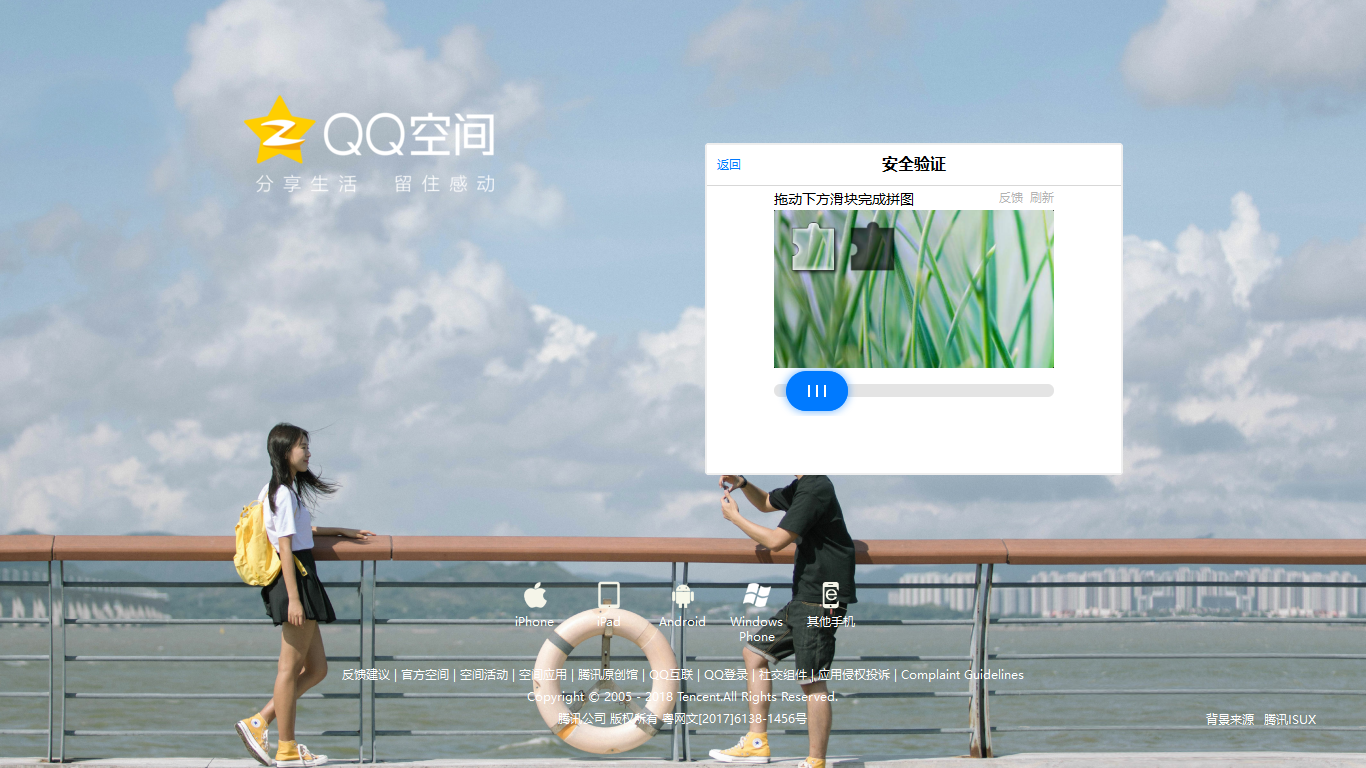 QQ空间
分享生活 留住感动
返回
安全验证
拖动下方滑块完成拼图
反馈 刷新
iPhone
iPad
Android
Windows
Phone
其他手机
反馈建议 | 官方空间 | 空间活动 | 空间应用 | 腾讯原创馆 | QQ互联 | QQ登录 | 社交组件 | 应用侵权投诉 | Complaint Guidelines
Copyright © 2005 - 2018 Tencent.All Rights Reserved.
腾讯公司 版权所有 粤网文[2017]6138-1456号
背景来源 腾讯ISUX